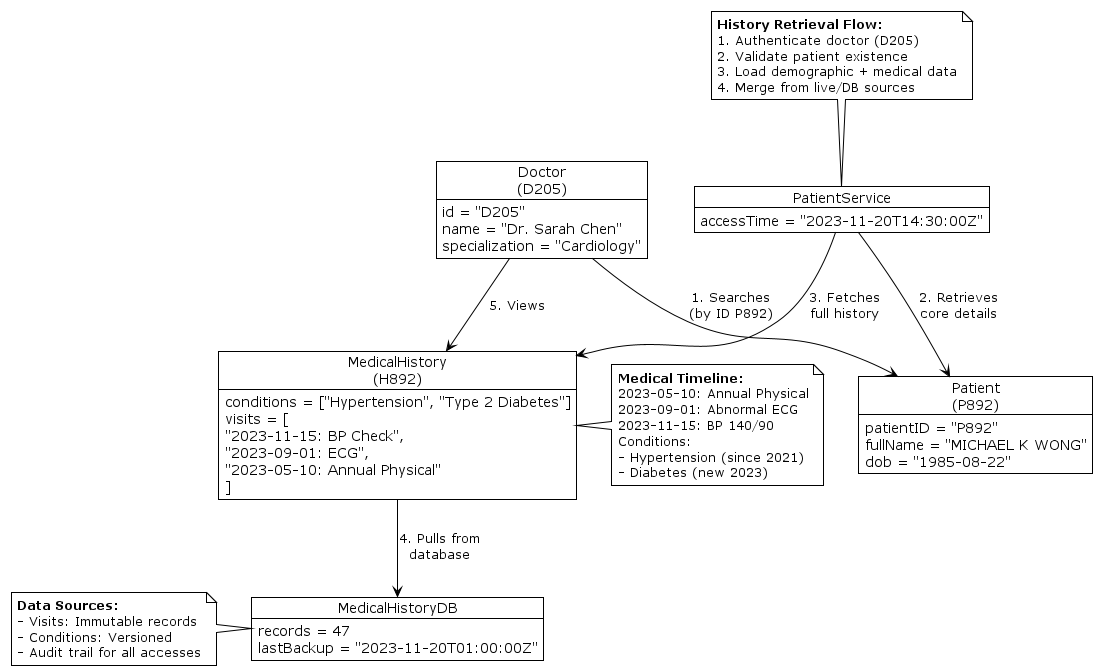 History Retrieval Flow:
1. Authenticate doctor (D205)
2. Validate patient existence
3. Load demographic + medical data
4. Merge from live/DB sources
Doctor
(D205)
id = "D205"
name = "Dr. Sarah Chen"
specialization = "Cardiology"
PatientService
accessTime = "2023-11-20T14:30:00Z"
5. Views
1. Searches
(by ID P892)
3. Fetches
full history
2. Retrieves
core details
MedicalHistory
(H892)
conditions = ["Hypertension", "Type 2 Diabetes"]
visits = [
"2023-11-15: BP Check",
"2023-09-01: ECG",
"2023-05-10: Annual Physical"
]
Medical Timeline:
2023-05-10: Annual Physical
2023-09-01: Abnormal ECG
2023-11-15: BP 140/90
Conditions:
- Hypertension (since 2021)
- Diabetes (new 2023)
Patient
(P892)
patientID = "P892"
fullName = "MICHAEL K WONG"
dob = "1985-08-22"
4. Pulls from
database
Data Sources:
- Visits: Immutable records
- Conditions: Versioned
- Audit trail for all accesses
MedicalHistoryDB
records = 47
lastBackup = "2023-11-20T01:00:00Z"